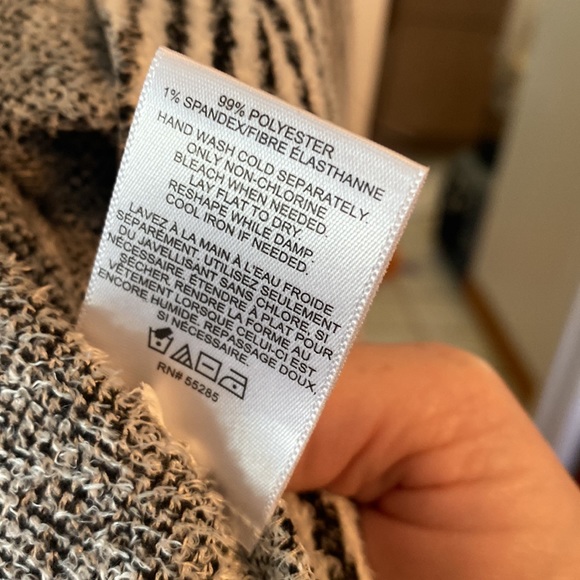 99% POLYESTER
1% SPANDEX/FIBRE ÉLASTHANNE
HAND WASH COLD SEPARATELY.
ONLY NON-CHLORINE
BLEACH WHEN NEEDED.
LAY FLAT TO DRY.
RESHAPE WHILE DAMP.
COOL IRON IF NEEDED.
LAVEZ À LA MAIN À L'EAU FROIDE
SÉPARÉMENT. UTILISEZ SEULEMENT
DU JAVELLISANT SANS CHLORE, SI
NÉCESSAIRE. ÉTENDRE À PLAT POUR
SÉCHER. RENDRE LA FORME AU
VÊTEMENT LORSQUE CELUI-CI EST
ENCORE HUMIDE. REPASSAGE DOUX,
SI NÉCESSAIRE.
RN# 55285